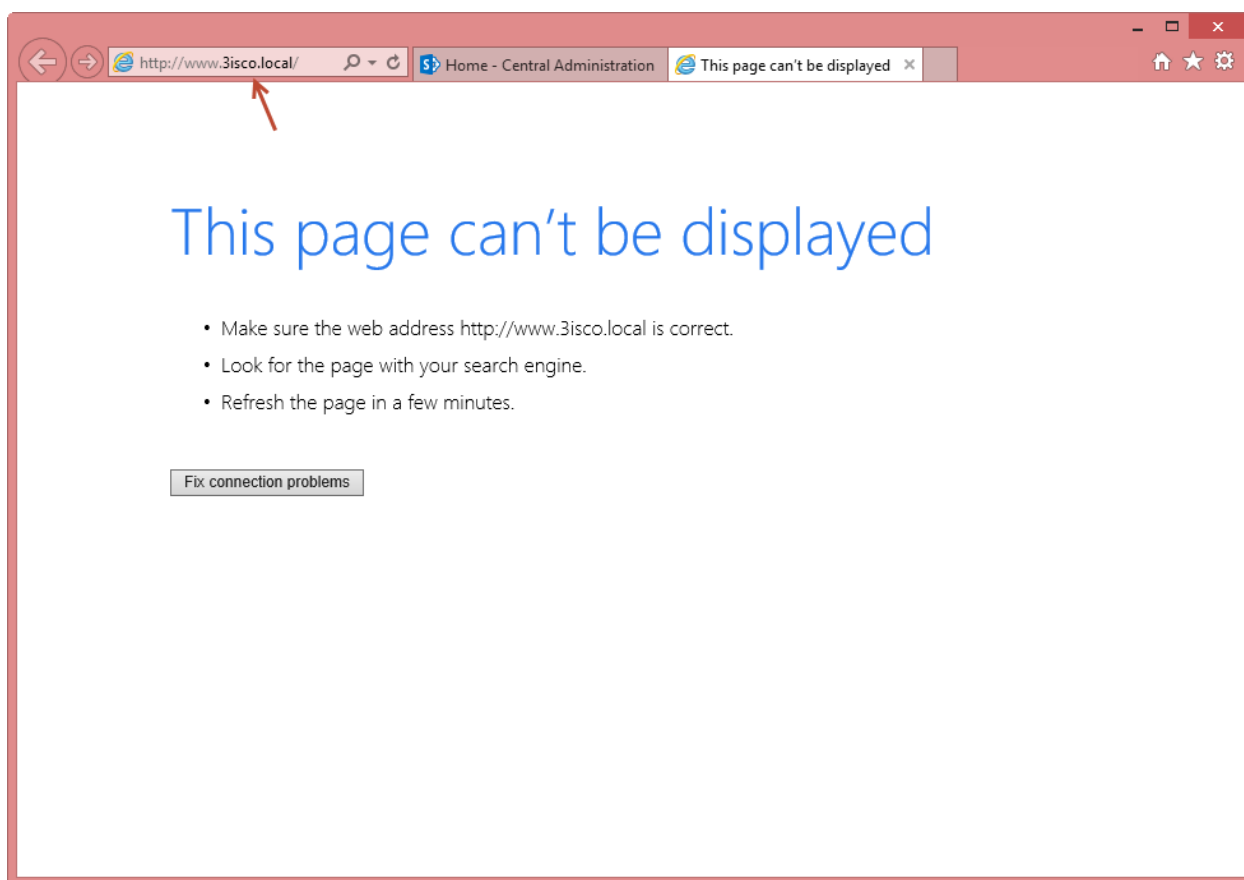 http://www.3isco.local/
Home - Central Administration
This page can't be displayed
This page can't be displayed
• Make sure the web address http://www.3isco.local is correct.
• Look for the page with your search engine.
• Refresh the page in a few minutes.
Fix connection problems